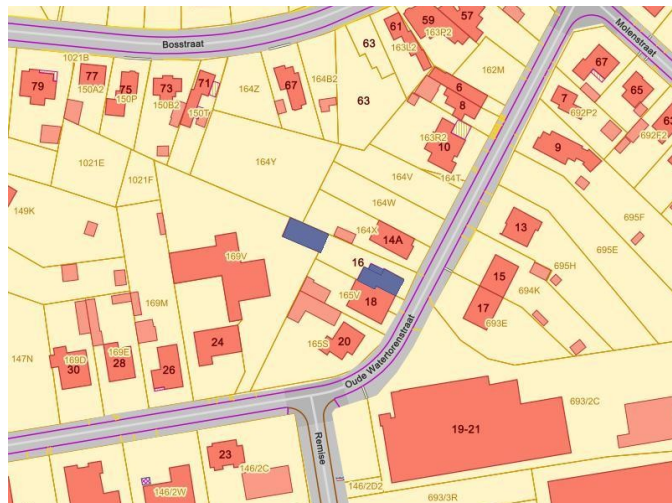 Bosstraat
Molenstraat
Oude Watertorenstraat
Remise
61
59
163P2
57
163L2
63
162M
1021B
77
150A2
79
75
150P
73
150B2
71
150T
164Z
67
164B2
63
6
8
7
692P2
67
65
692F2
163R2
10
9
1021E
1021F
164Y
164V
164T
164W
149K
164X
14A
13
695F
695E
16
169V
15
695H
694K
169M
165V
18
17
693E
147N
169D
30
169E
28
26
24
165S
20
19-21
693/2C
23
146/2W
146/2C
146/2D2
693/3R